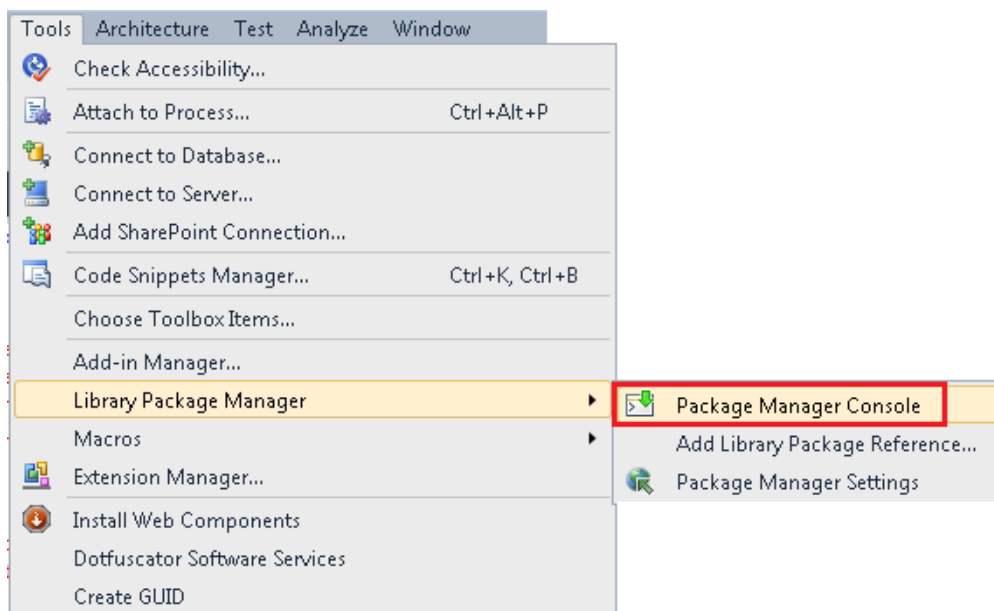 Tools Architecture Test Analyze Window
Check Accessibility...
Attach to Process... Ctrl+Alt+P
Connect to Database...
Connect to Server...
Add SharePoint Connection...
Code Snippets Manager... Ctrl+K, Ctrl+B
Choose Toolbox Items...
Add-in Manager...
Library Package Manager
Macros
Extension Manager...
Install Web Components
Dotfuscator Software Services
Create GUID
Package Manager Console
Add Library Package Reference...
Package Manager Settings